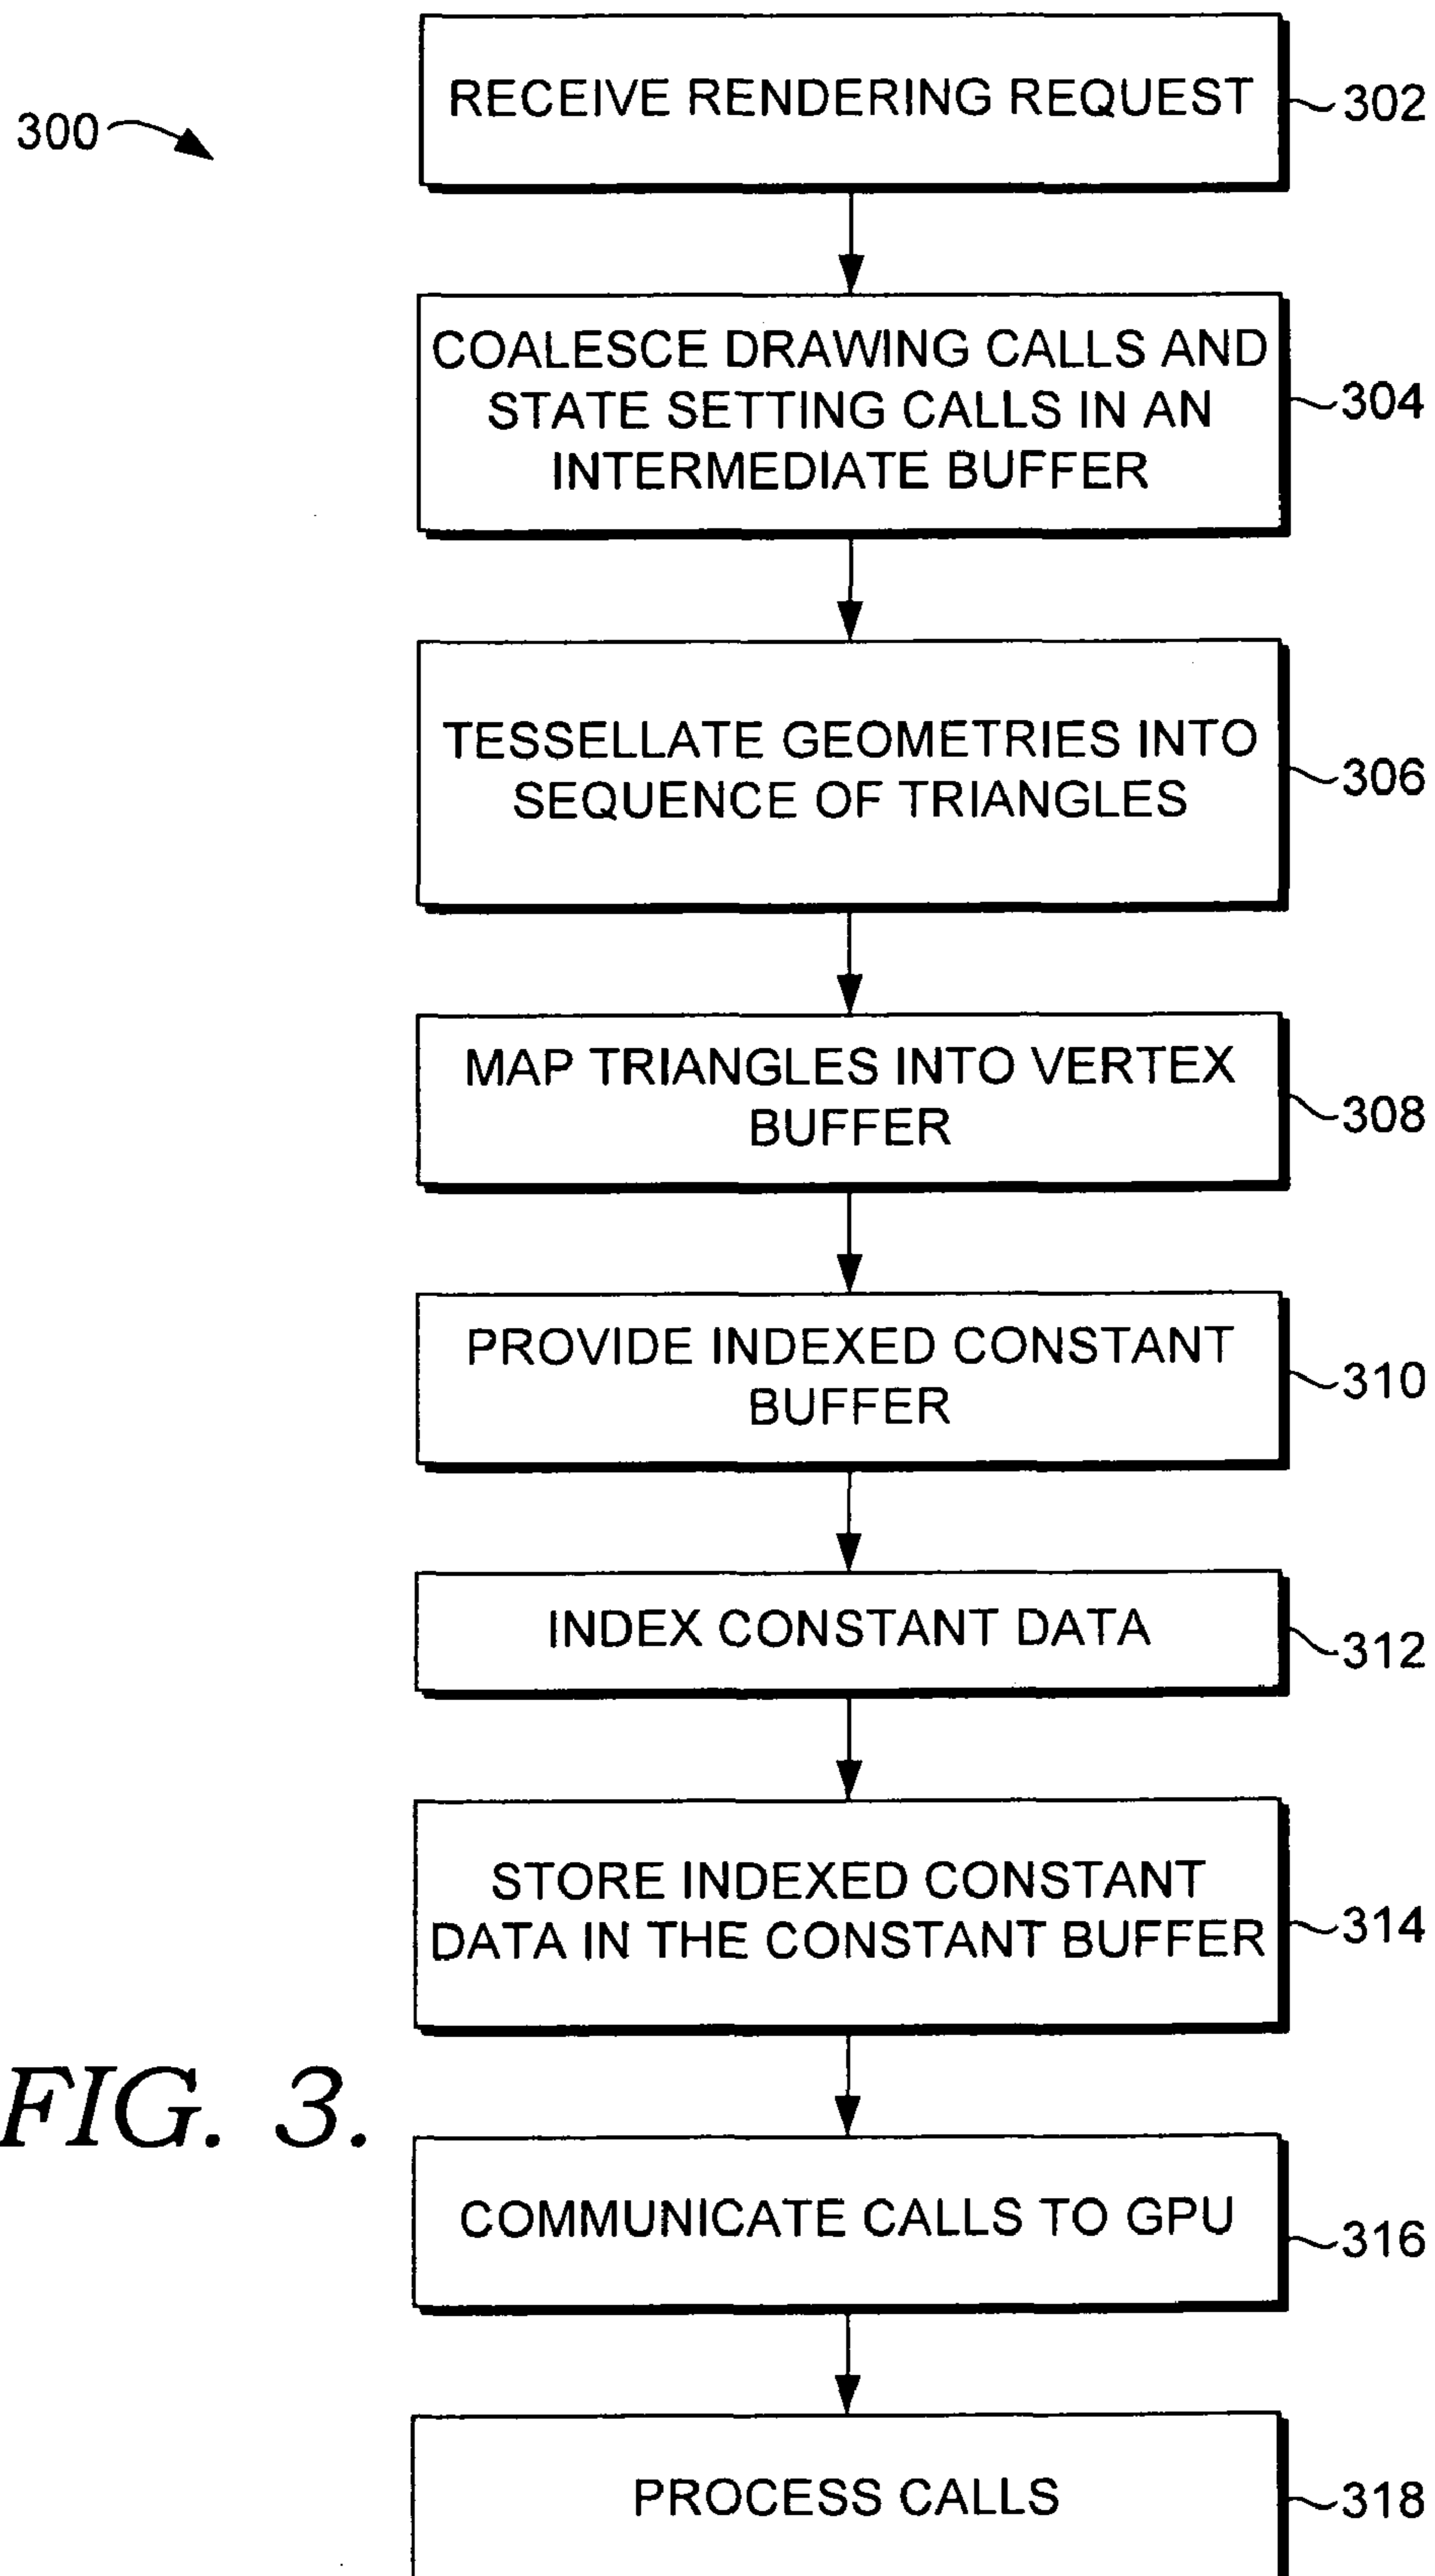 300
RECEIVE RENDERING REQUEST
302
COALESCE DRAWING CALLS AND
STATE SETTING CALLS IN AN
INTERMEDIATE BUFFER
304
TESSELLATE GEOMETRIES INTO
SEQUENCE OF TRIANGLES
306
MAP TRIANGLES INTO VERTEX
BUFFER
308
PROVIDE INDEXED CONSTANT
BUFFER
310
INDEX CONSTANT DATA
312
STORE INDEXED CONSTANT
DATA IN THE CONSTANT BUFFER
314
FIG. 3.
COMMUNICATE CALLS TO GPU
316
PROCESS CALLS
318